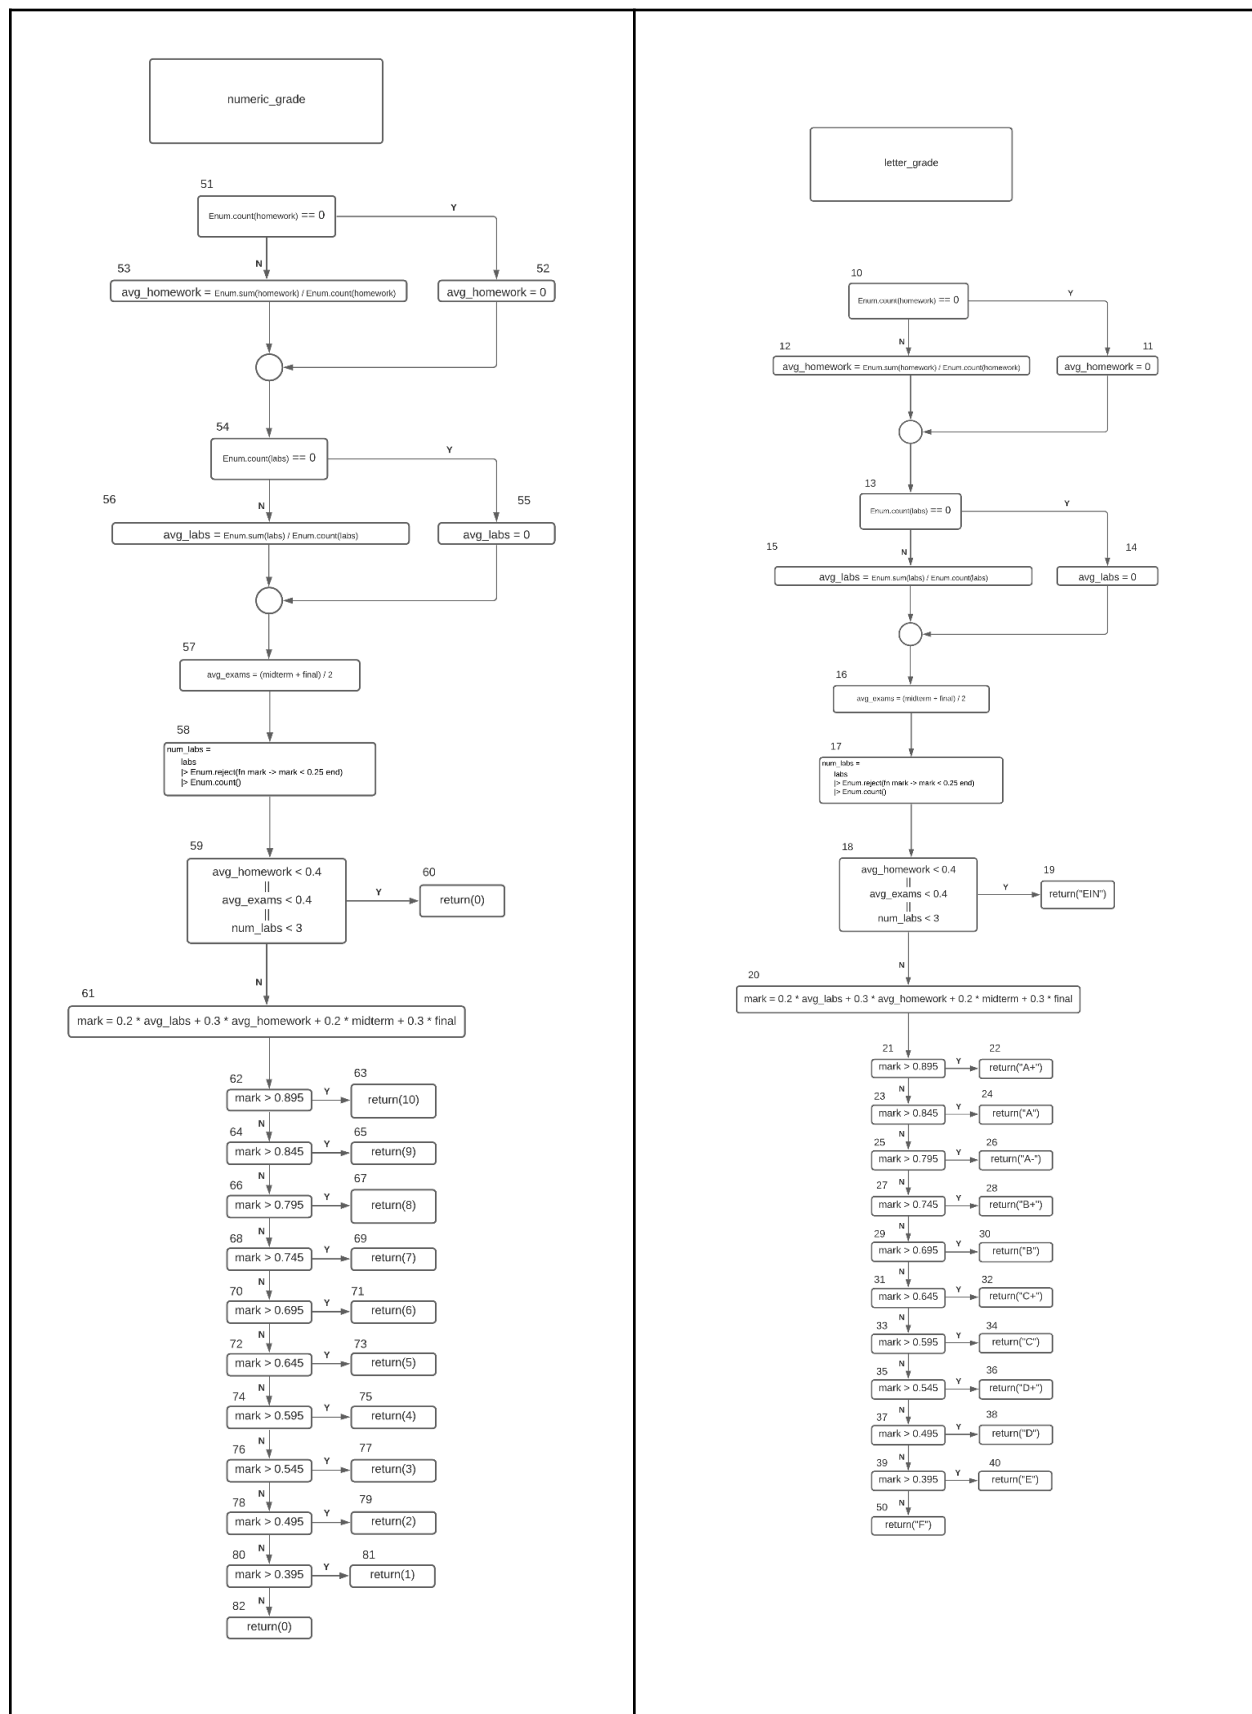 numeric_grade
51
Enum.count(homework) == 0
Y
N
53
52
avg_homework = Enum.sum(homework) / Enum.count(homework)
avg_homework = 0
54
Enum.count(labs) == 0
Y
N
56
55
avg_labs = Enum.sum(labs) / Enum.count(labs)
avg_labs = 0
57
avg_exams = (midterm + final) / 2
58
num_labs =
labs
|> Enum.reject(fn mark -> mark < 0.25 end)
|> Enum.count()
59
avg_homework < 0.4
||
avg_exams < 0.4
||
num_labs < 3
Y
60
return(0)
N
61
mark = 0.2 * avg_labs + 0.3 * avg_homework + 0.2 * midterm + 0.3 * final
62
mark > 0.895
Y
63
return(10)
N
64
mark > 0.845
Y
65
return(9)
N
66
mark > 0.795
Y
67
return(8)
N
68
mark > 0.745
Y
69
return(7)
N
70
mark > 0.695
Y
71
return(6)
N
72
mark > 0.645
Y
73
return(5)
N
74
mark > 0.595
Y
75
return(4)
N
76
mark > 0.545
Y
77
return(3)
N
78
mark > 0.495
Y
79
return(2)
N
80
mark > 0.395
Y
81
return(1)
N
82
return(0)
letter_grade
10
Enum.count(homework) == 0
Y
N
12
11
avg_homework = Enum.sum(homework) / Enum.count(homework)
avg_homework = 0
13
Enum.count(labs) == 0
Y
N
15
14
avg_labs = Enum.sum(labs) / Enum.count(labs)
avg_labs = 0
16
avg_exams = (midterm + final) / 2
17
num_labs =
labs
|> Enum.reject(fn mark -> mark < 0.25 end)
|> Enum.count()
18
avg_homework < 0.4
||
avg_exams < 0.4
||
num_labs < 3
Y
19
return("EIN")
N
20
mark = 0.2 * avg_labs + 0.3 * avg_homework + 0.2 * midterm + 0.3 * final
21
mark > 0.895
Y
22
return("A+")
N
23
mark > 0.845
Y
24
return("A")
N
25
mark > 0.795
Y
26
return("A-")
N
27
mark > 0.745
Y
28
return("B+")
N
29
mark > 0.695
Y
30
return("B")
N
31
mark > 0.645
Y
32
return("C+")
N
33
mark > 0.595
Y
34
return("C")
N
35
mark > 0.545
Y
36
return("D+")
N
37
mark > 0.495
Y
38
return("D")
N
39
mark > 0.395
Y
40
return("E")
N
50
return("F")